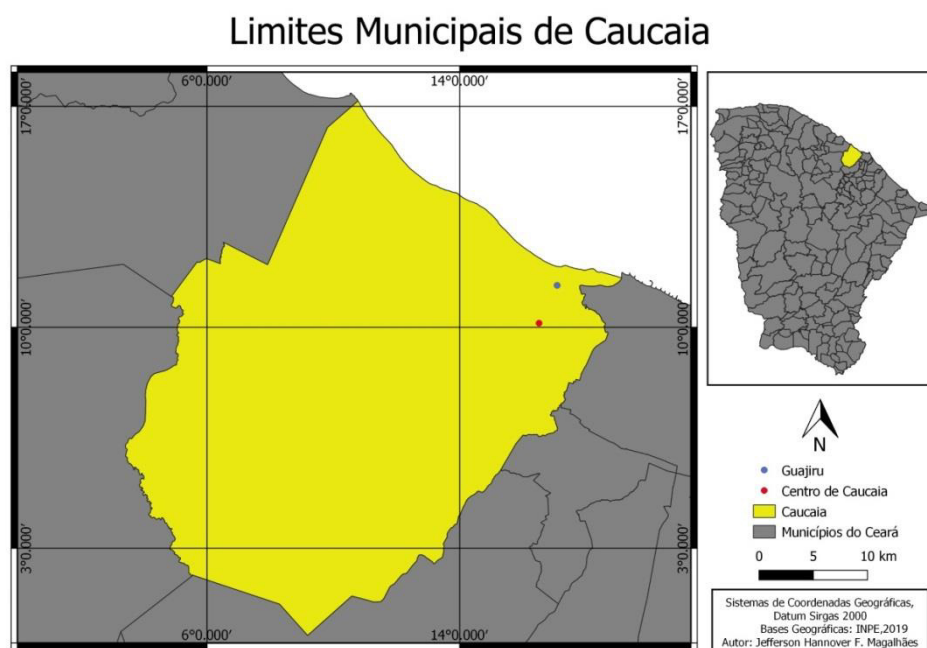 Limites Municipais de Caucaia
6°0.000′ 14°0.000′
17°0.000′ 17°0.000′
10°0.000′ 10°0.000′
3°0.000′ 3°0.000′
6°0.000′ 14°0.000′
N
Guajiru
Centro de Caucaia
Caucaia
Municípios do Ceará
0 5 10 km
Sistemas de Coordenadas Geográficas,
Datum Sirgas 2000
Bases Geográficas: INPE,2019
Autor: Jefferson Hannover F. Magalhães